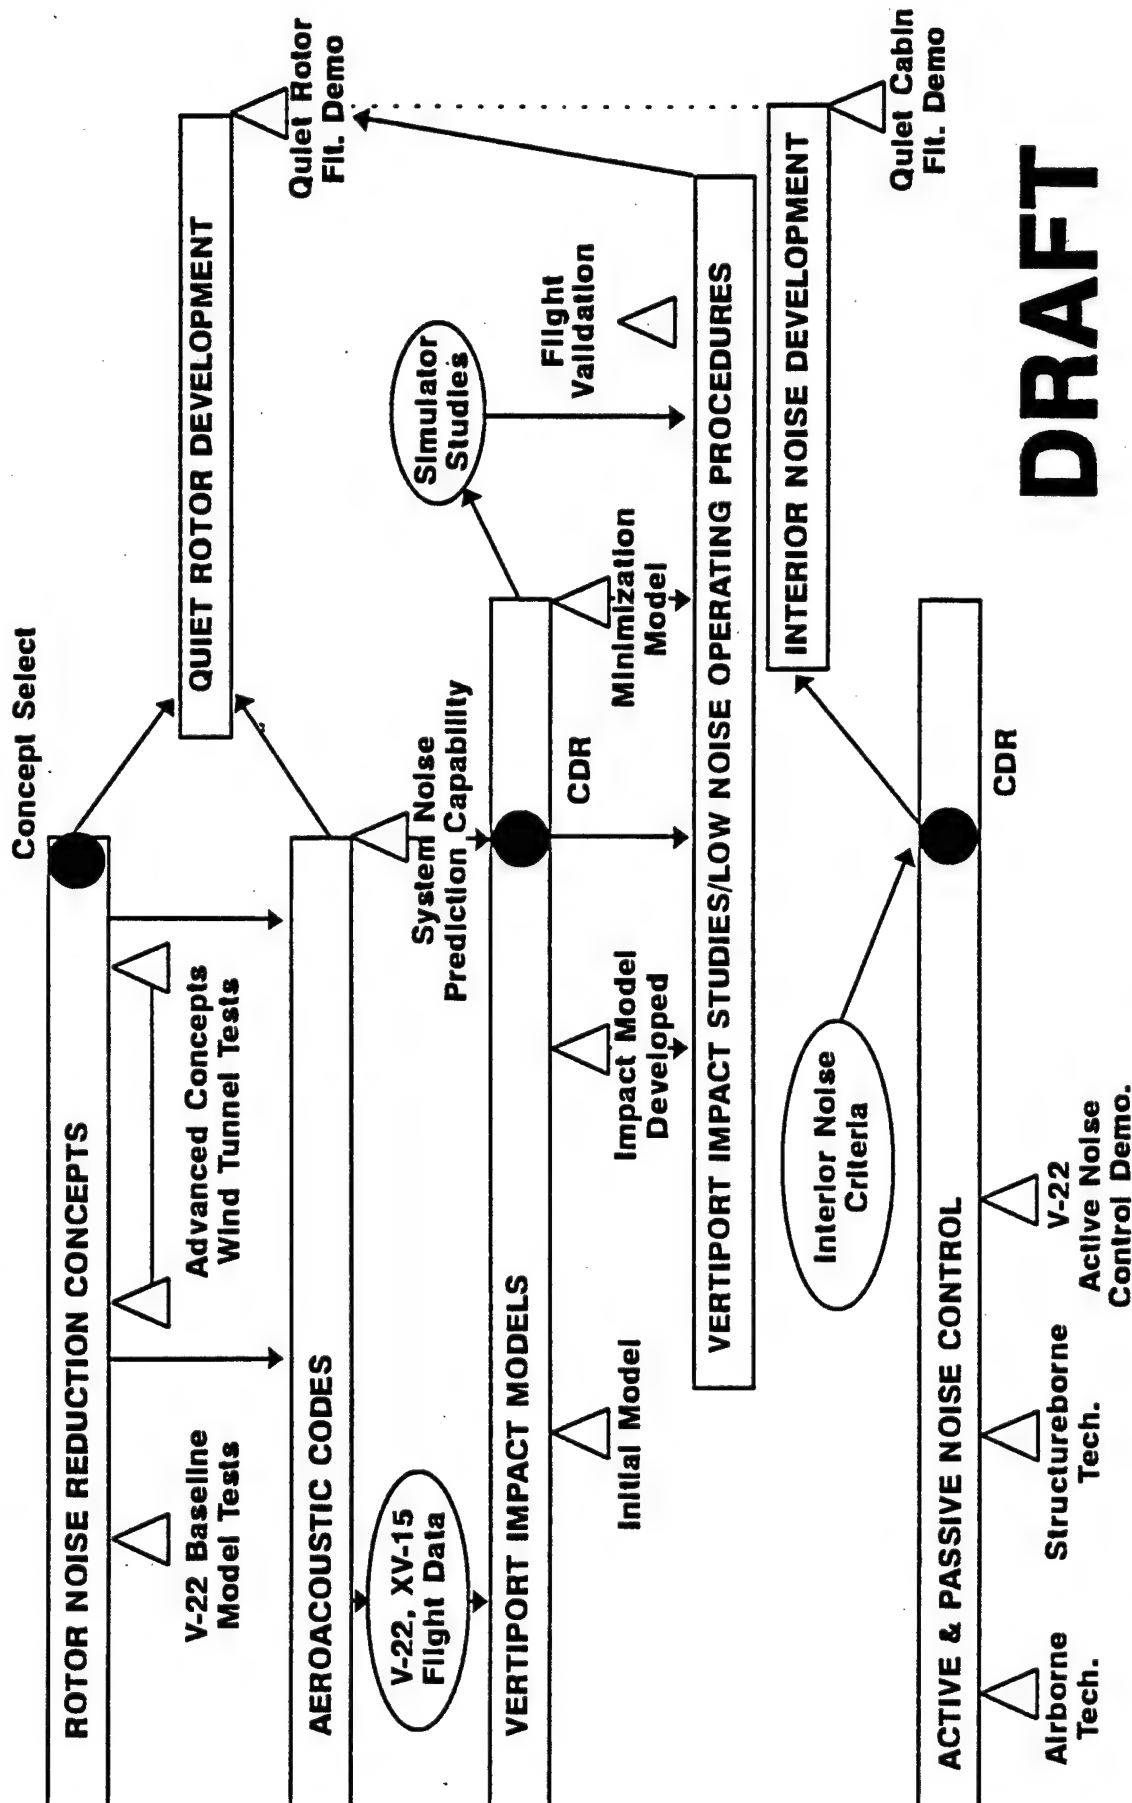 Concept Select
ROTOR NOISE REDUCTION CONCEPTS
V-22 Baseline
Model Tests
Advanced Concepts
Wind Tunnel Tests
QUIET ROTOR DEVELOPMENT
Quiet Rotor
Flt. Demo
AEROACOUSTIC CODES
System Noise
Prediction Capability
V-22, XV-15
Flight Data
Simulator
Studies
VERTIPORT IMPACT MODELS
CDR
Initial Model
Impact Model
Developed
Minimization
Model
Flight
Validation
VERTIPORT IMPACT STUDIES/LOW NOISE OPERATING PROCEDURES
INTERIOR NOISE DEVELOPMENT
Quiet Cabin
Flt. Demo
Interior Noise
Criteria
ACTIVE & PASSIVE NOISE CONTROL
CDR
Airborne
Tech.
Structureborne
Tech.
V-22
Active Noise
Control Demo.
DRAFT